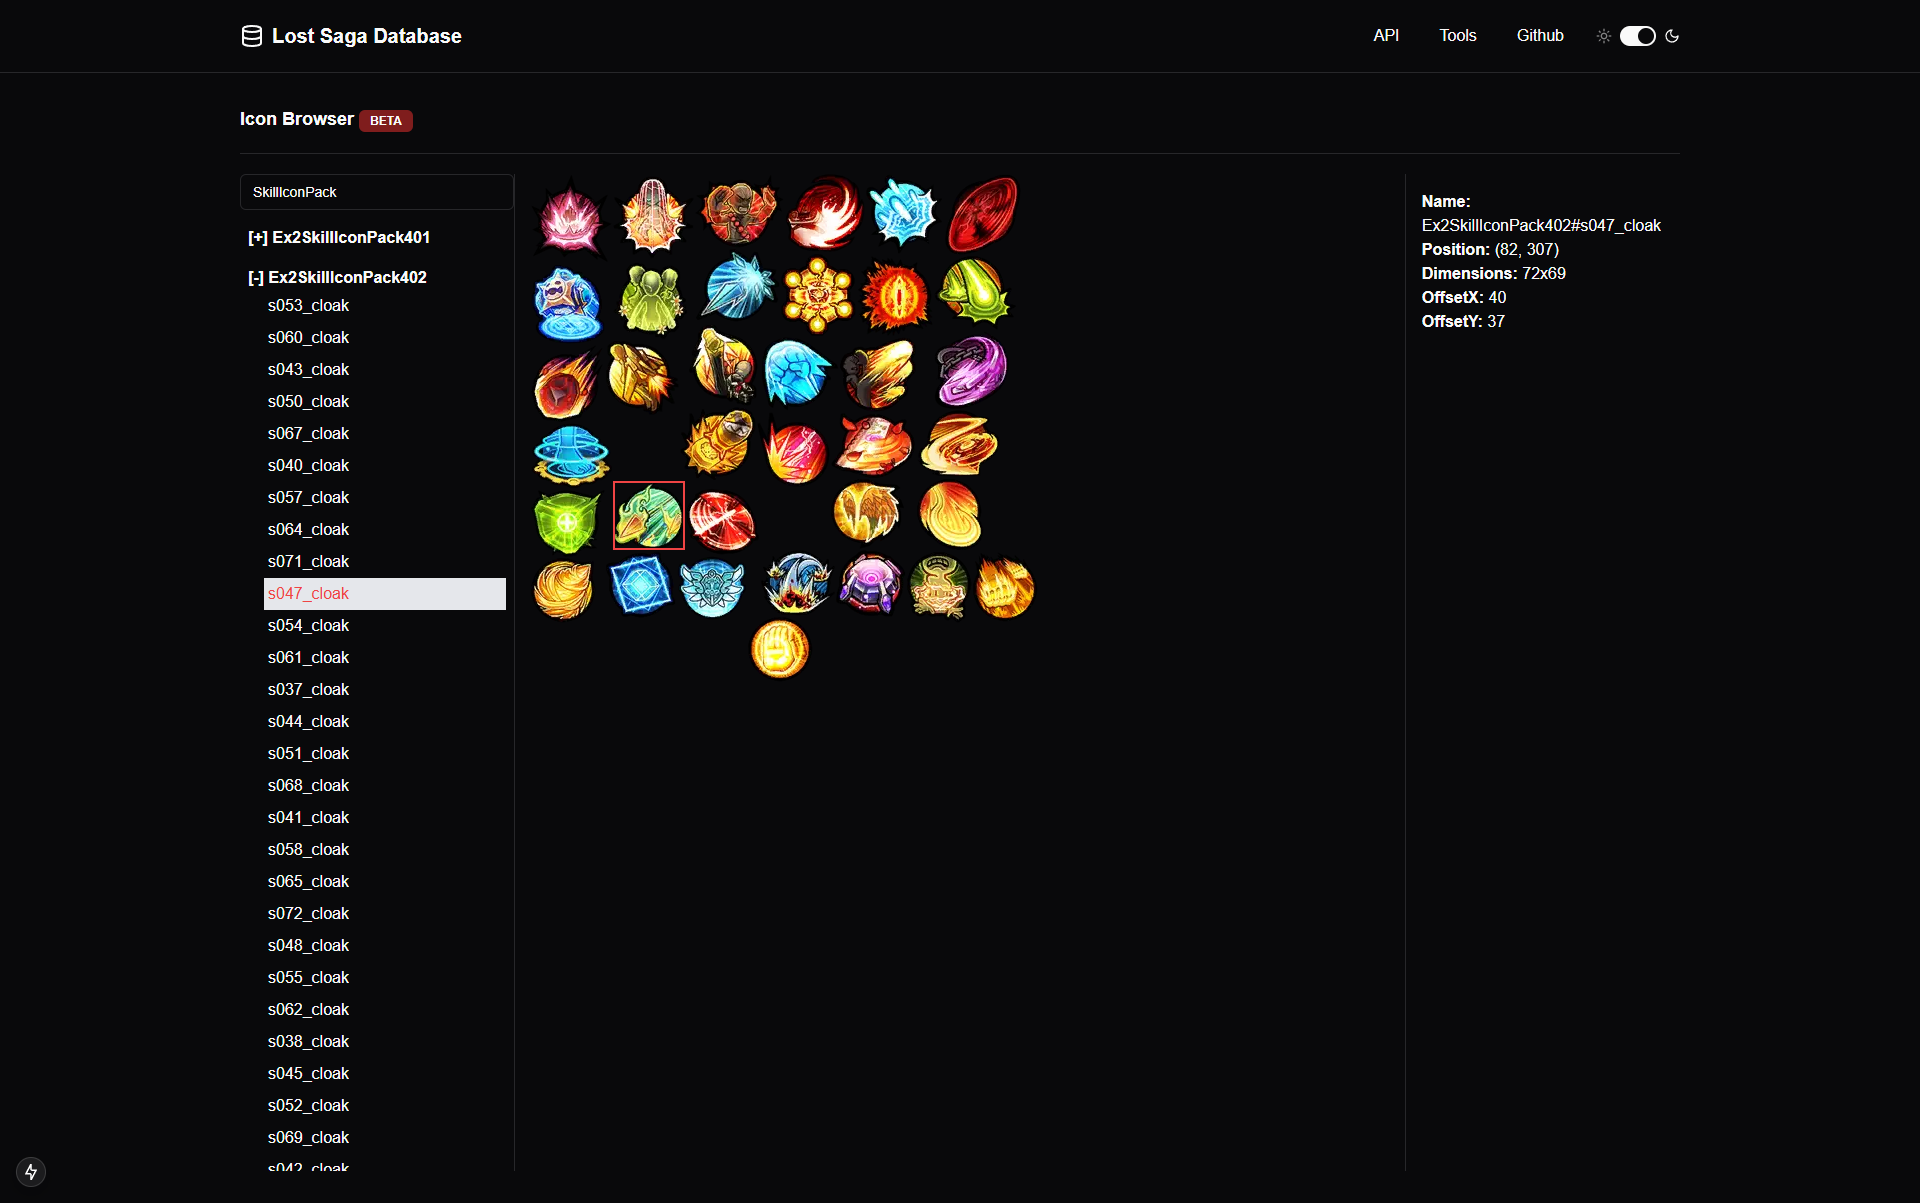 Lost Saga Database
API
Tools
Github
Icon Browser BETA
SkillIconPack
[+] Ex2SkillIconPack401
[-] Ex2SkillIconPack402
s053_cloak
s060_cloak
s043_cloak
s050_cloak
s067_cloak
s040_cloak
s057_cloak
s064_cloak
s071_cloak
s047_cloak
s054_cloak
s061_cloak
s037_cloak
s044_cloak
s051_cloak
s068_cloak
s041_cloak
s058_cloak
s065_cloak
s072_cloak
s048_cloak
s055_cloak
s062_cloak
s038_cloak
s045_cloak
s052_cloak
s069_cloak
s042_cloak
Name:
Ex2SkillIconPack402#s047_cloak
Position: (82, 307)
Dimensions: 72x69
OffsetX: 40
OffsetY: 37